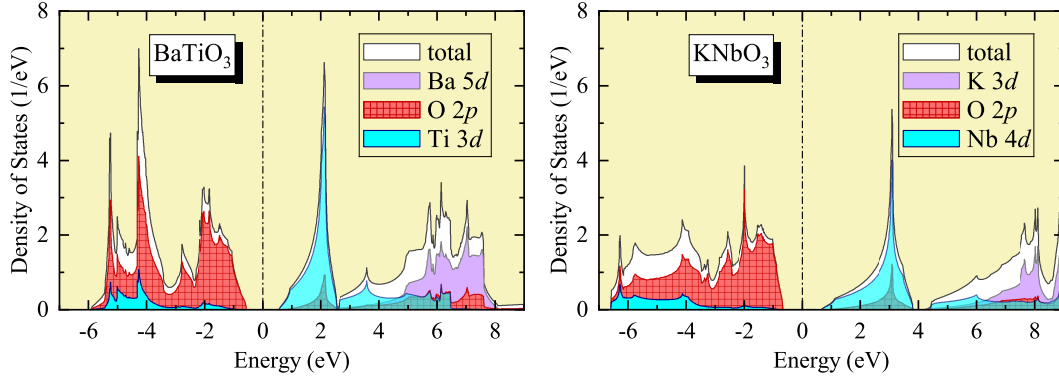 BaTiO₃
total
Ba 5d
O 2p
Ti 3d
8
6
4
2
0
Density of States (1/eV)
-6 -4 -2 0 2 4 6 8
Energy (eV)
KNbO₃
total
K 3d
O 2p
Nb 4d
8
6
4
2
0
Density of States (1/eV)
-6 -4 -2 0 2 4 6 8
Energy (eV)